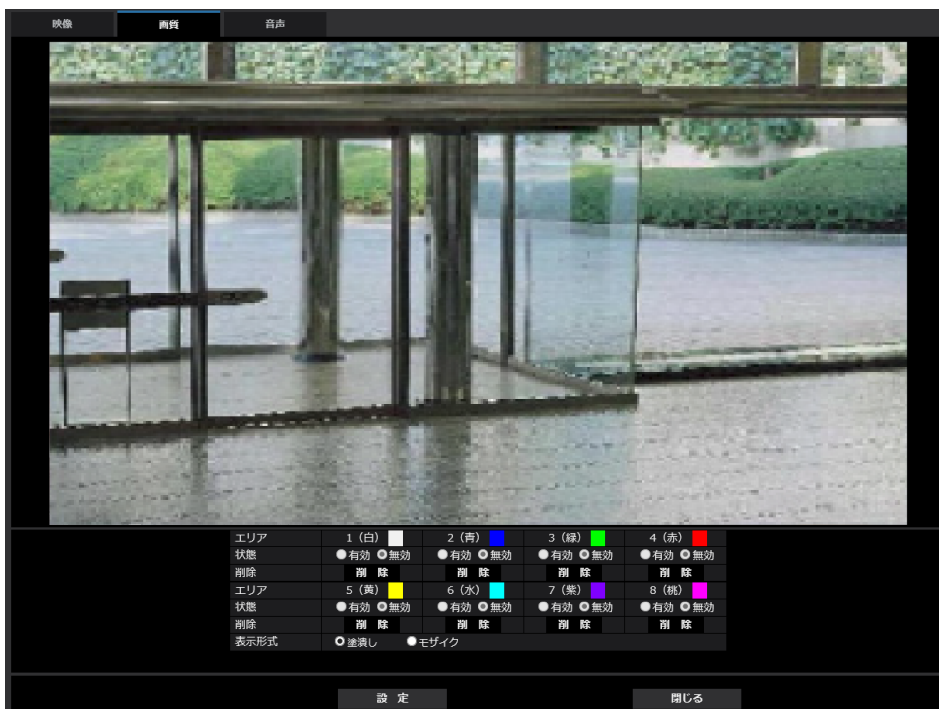 映像 画質 音声
エリア 1（白） 2（青） 3（緑） 4（赤）
状態 有効 無効 有効 無効 有効 無効 有効 無効
削除 削 除 削 除 削 除 削 除
エリア 5（黄） 6（水） 7（紫） 8（桃）
状態 有効 無効 有効 無効 有効 無効 有効 無効
削除 削 除 削 除 削 除 削 除
表示形式 塗潰し モザイク
設 定 閉じる